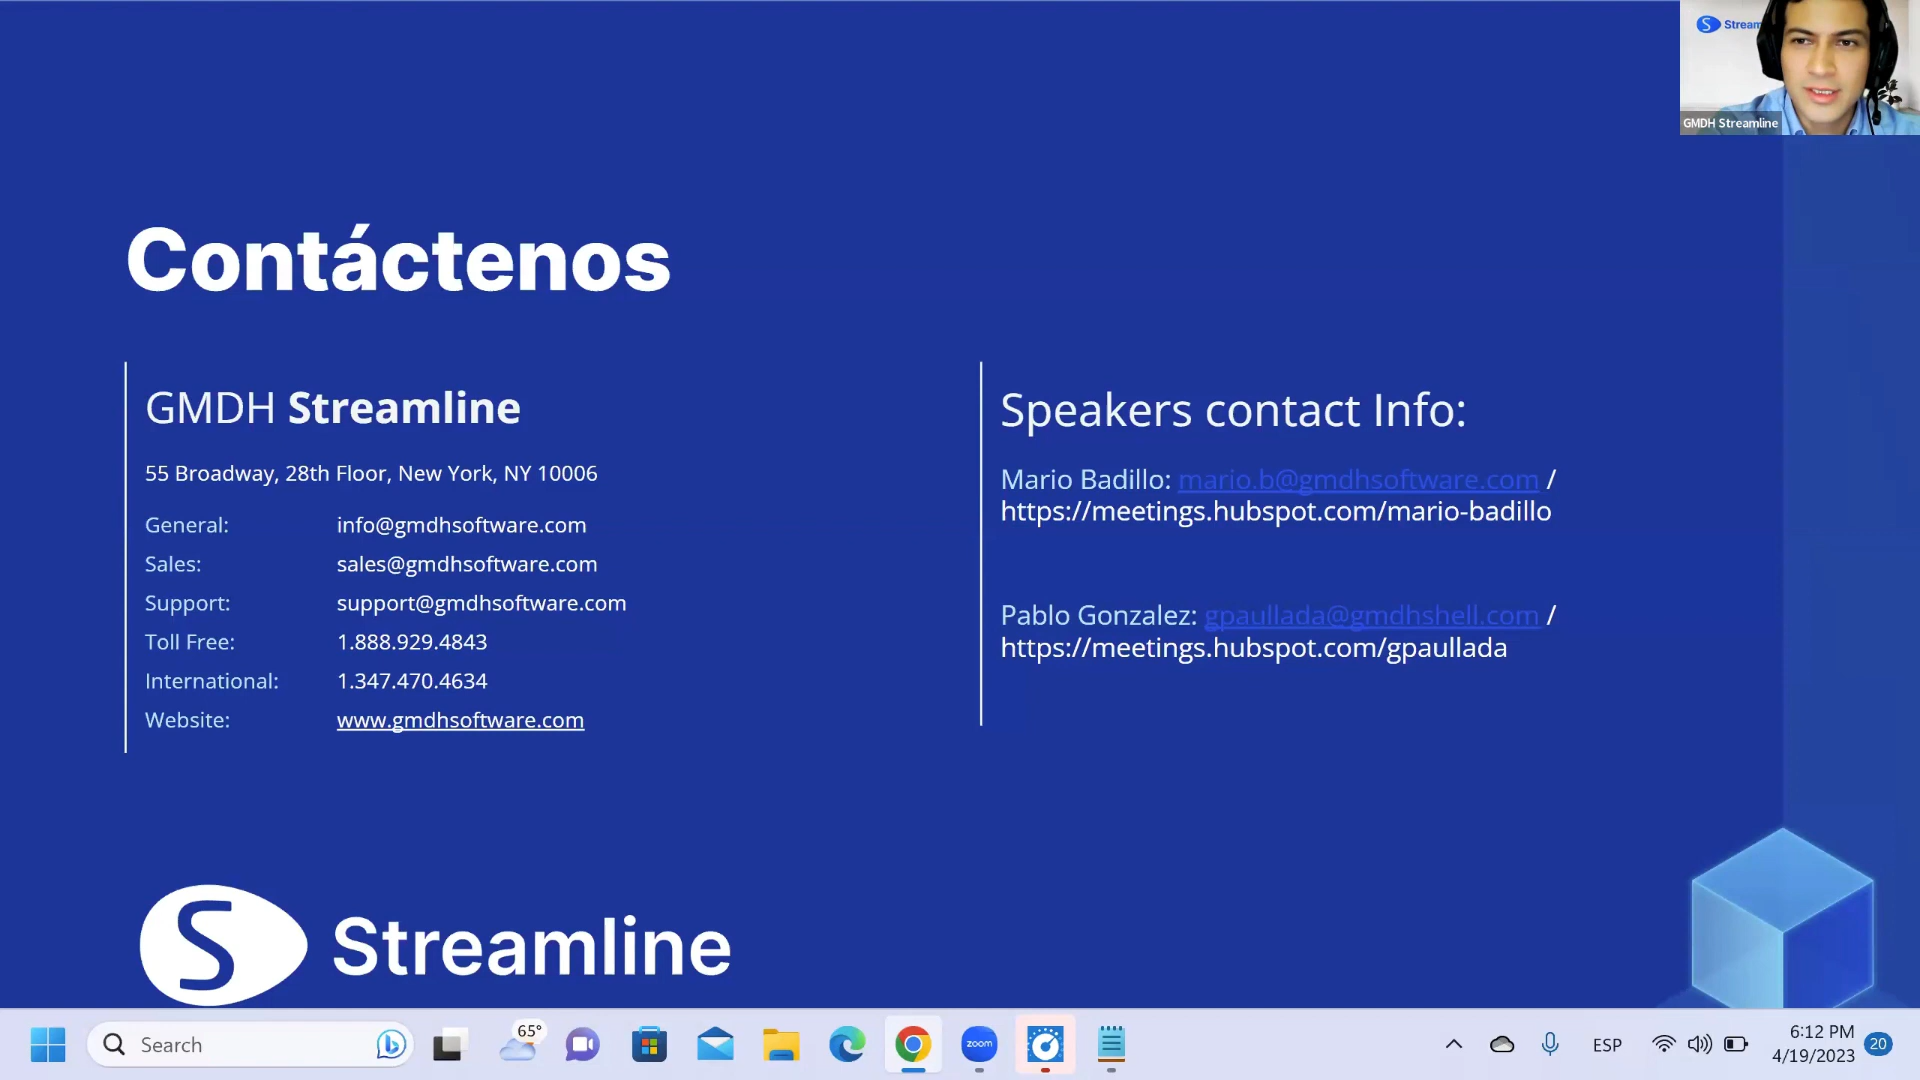 Stream
GMDH Streamline
Contáctenos
GMDH Streamline
55 Broadway, 28th Floor, New York, NY 10006
General: info@gmdhsoftware.com
Sales: sales@gmdhsoftware.com
Support: support@gmdhsoftware.com
Toll Free: 1.888.929.4843
International: 1.347.470.4634
Website: www.gmdhsoftware.com
Speakers contact Info:
Mario Badillo: mario.b@gmdhsoftware.com /
https://meetings.hubspot.com/mario-badillo
Pablo Gonzalez: gpaullada@gmdhshell.com /
https://meetings.hubspot.com/gpaullada
S Streamline
Search
65°
zoom
ESP
6:12 PM
4/19/2023
20